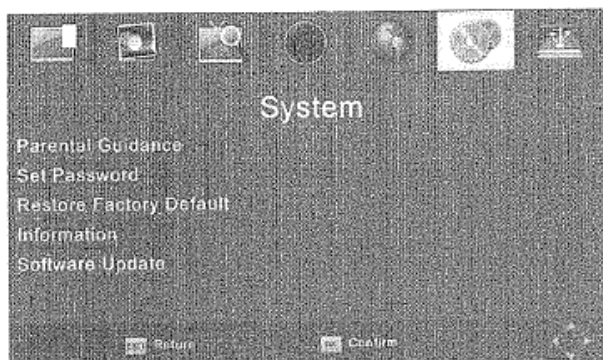 System
Parental Guidance
Set Password
Restore Factory Default
Information
Software Update
Return
Confirm